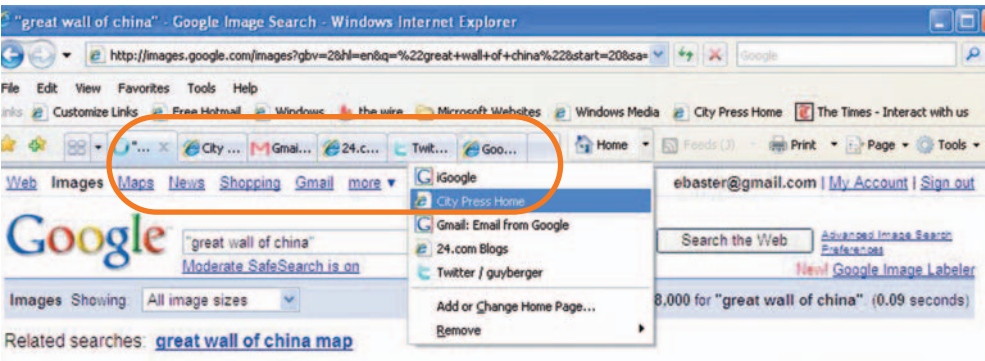 "great wall of china" - Google Image Search - Windows Internet Explorer
http://images.google.com/images?gbv=2&hl=en&q=%22great+wall+of+china%22&start=20&sa= Google
File Edit View Favorites Tools Help
Customize Links Free Hotmail Windows the wire Microsoft Websites Windows Media City Press Home The Times - Interact with us
"... City ... Gmai... 24.c... Twit... Goo... Home Feeds (J) Print Page Tools
Web Images Maps News Shopping Gmail more ebaster@gmail.com | My Account | Sign out
iGoogle
City Press Home
Gmail: Email from Google
24.com Blogs
Twitter / guyberger
Add or Change Home Page...
Remove
Google "great wall of china" Search the Web Advanced Image Search
Preferences
Moderate SafeSearch is on New! Google Image Labeler
Images Showing: All image sizes 8,000 for "great wall of china". (0.09 seconds)
Related searches: great wall of china map